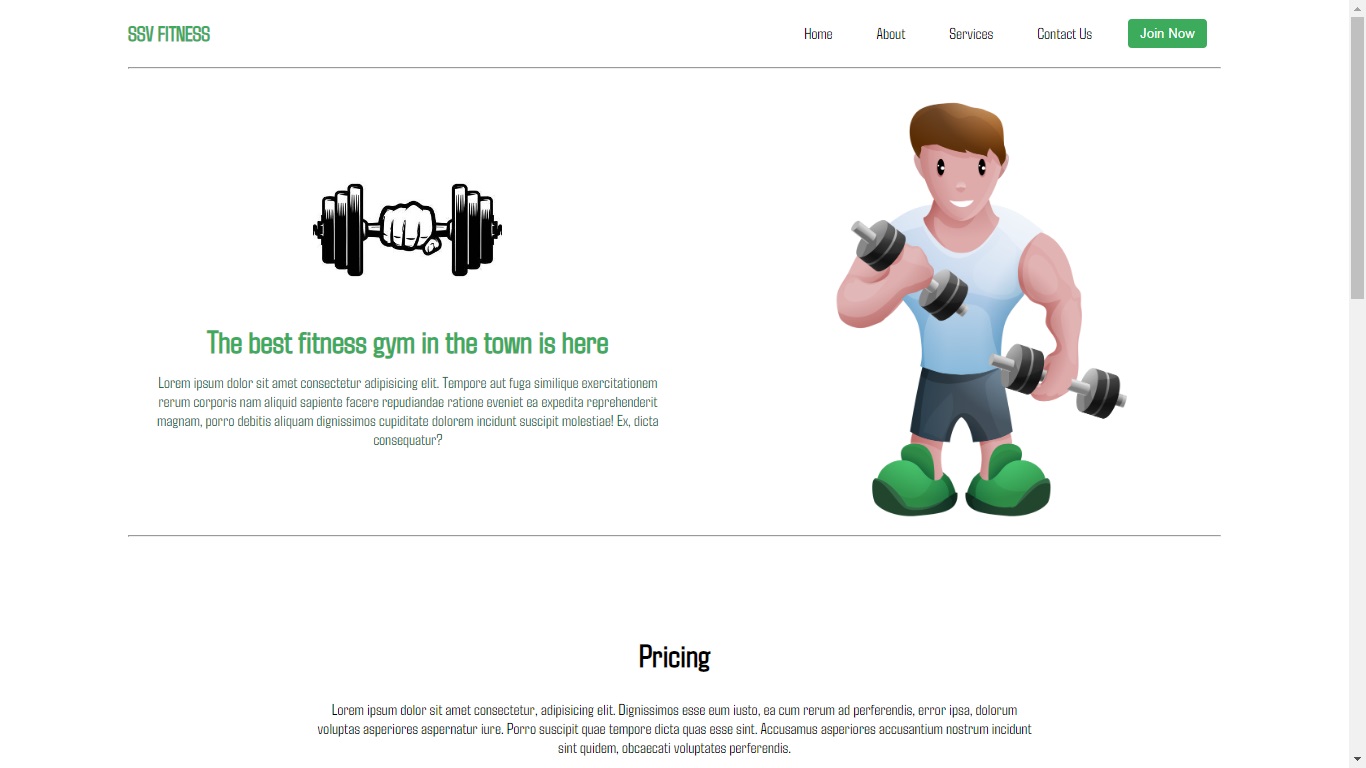 SSV FITNESS
Home
About
Services
Contact Us
Join Now
The best fitness gym in the town is here
Lorem ipsum dolor sit amet consectetur adipisicing elit. Tempore aut fuga similique exercitationem
rerum corporis nam aliquid sapiente facere repudiandae ratione eveniet ea expedita reprehenderit
magnam, porro debitis aliquam dignissimos cupiditate dolorem incidunt suscipit molestiae! Ex, dicta
consequatur?
Pricing
Lorem ipsum dolor sit amet consectetur, adipisicing elit. Dignissimos esse eum iusto, ea cum rerum ad perferendis, error ipsa, dolorum
voluptas asperiores aspernatur iure. Porro suscipit quae tempore dicta quas esse sint. Accusamus asperiores accusantium nostrum incidunt
sint quidem, obcaecati voluptates perferendis.